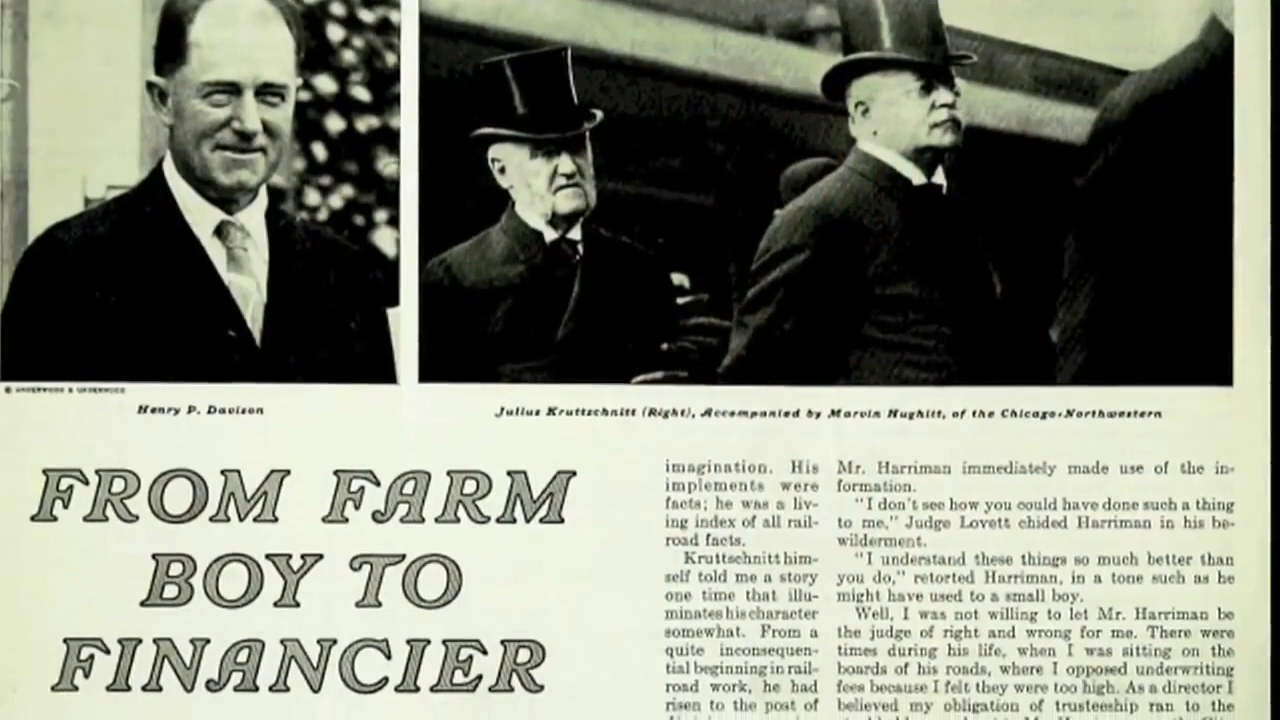 © UNDERWOOD & UNDERWOOD
Henry P. Davison
Julius Kruttschnitt (Right), Accompanied by Marvin Hughitt, of the Chicago-Northwestern
FROM FARM
BOY TO
FINANCIER
imagination. His
implements were
facts; he was a liv-
ing index of all rail-
road facts.
Kruttschnitt him-
self told me a story
one time that illu-
minates his character
somewhat. From a
quite inconsequen-
tial beginning in rail-
road work, he had
risen to the post of
Mr. Harriman immediately made use of the in-
formation.
"I don't see how you could have done such a thing
to me," Judge Lovett chided Harriman in his be-
wilderment.
"I understand these things so much better than
you do," retorted Harriman, in a tone such as he
might have used to a small boy.
Well, I was not willing to let Mr. Harriman be
the judge of right and wrong for me. There were
times during his life, when I was sitting on the
boards of his roads, where I opposed underwriting
fees because I felt they were too high. As a director I
believed my obligation of trusteeship ran to the